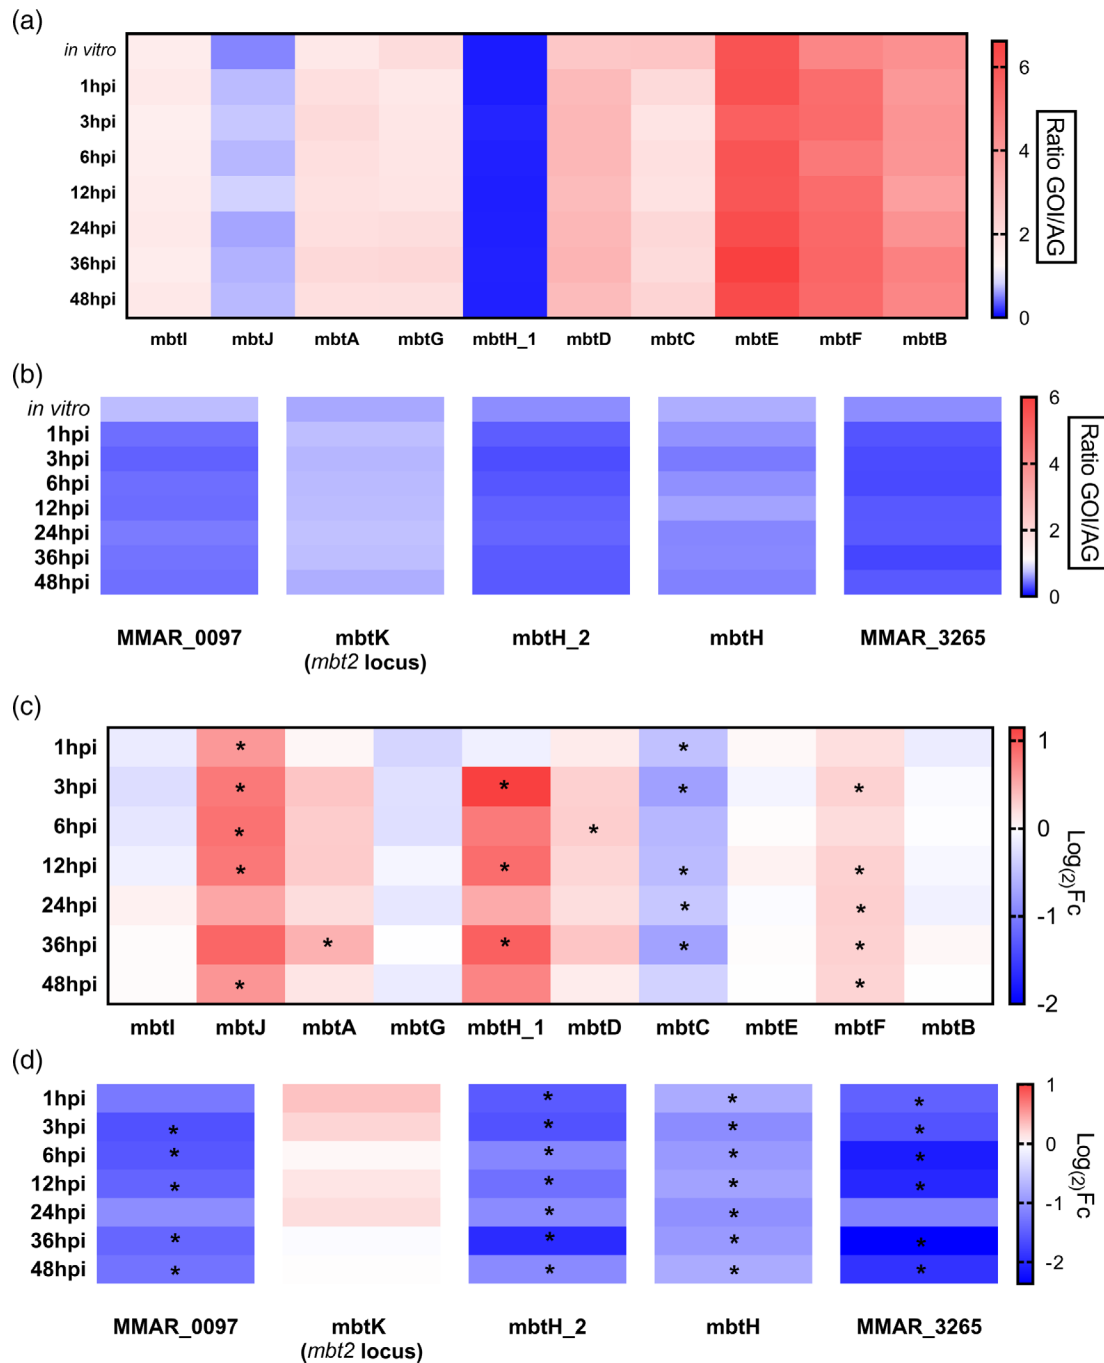 (a)
in vitro
1hpi
3hpi
6hpi
12hpi
24hpi
36hpi
48hpi
mbtI mbtJ mbtA mbtG mbtH_1 mbtD mbtC mbtE mbtF mbtB
6
4
2
0
Ratio GOI/AG
(b)
in vitro
1hpi
3hpi
6hpi
12hpi
24hpi
36hpi
48hpi
MMAR_0097 mbtK mbtH_2 mbtH MMAR_3265
(mbt2 locus)
6
4
2
0
Ratio GOI/AG
(c)
1hpi * *
3hpi * * * *
6hpi * *
12hpi * * * *
24hpi * *
36hpi * * * *
48hpi * *
mbtI mbtJ mbtA mbtG mbtH_1 mbtD mbtC mbtE mbtF mbtB
1
0
-1
-2
Log(2)Fc
(d)
1hpi * * *
3hpi * * * *
6hpi * * * *
12hpi * * * *
24hpi * *
36hpi * * * *
48hpi * * * *
MMAR_0097 mbtK mbtH_2 mbtH MMAR_3265
(mbt2 locus)
1
0
-1
-2
Log(2)Fc